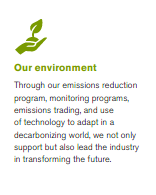 Our environment
Through our emissions reduction
program, monitoring programs,
emissions trading, and use
of technology to adapt in a
decarbonizing world, we not only
support but also lead the industry
in transforming the future.